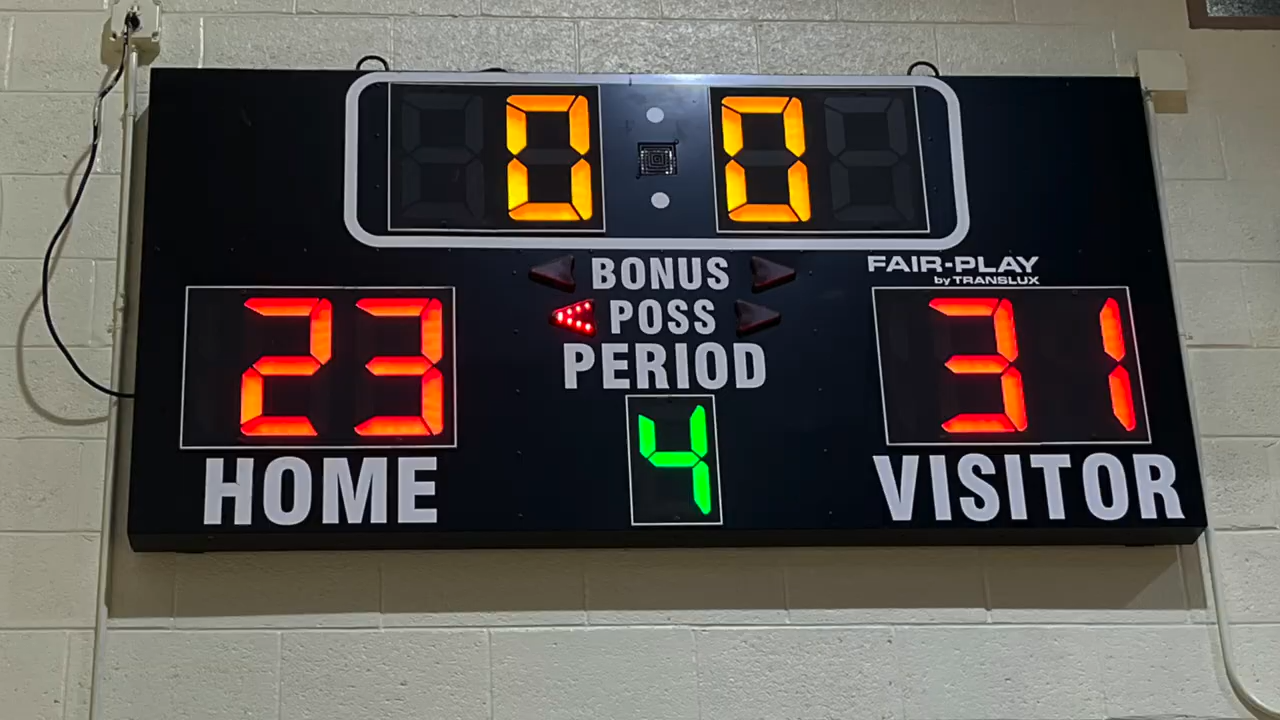 0 : 0
BONUS
FAIR-PLAY
by TRANSLUX
POSS
PERIOD
23
4
31
HOME
VISITOR